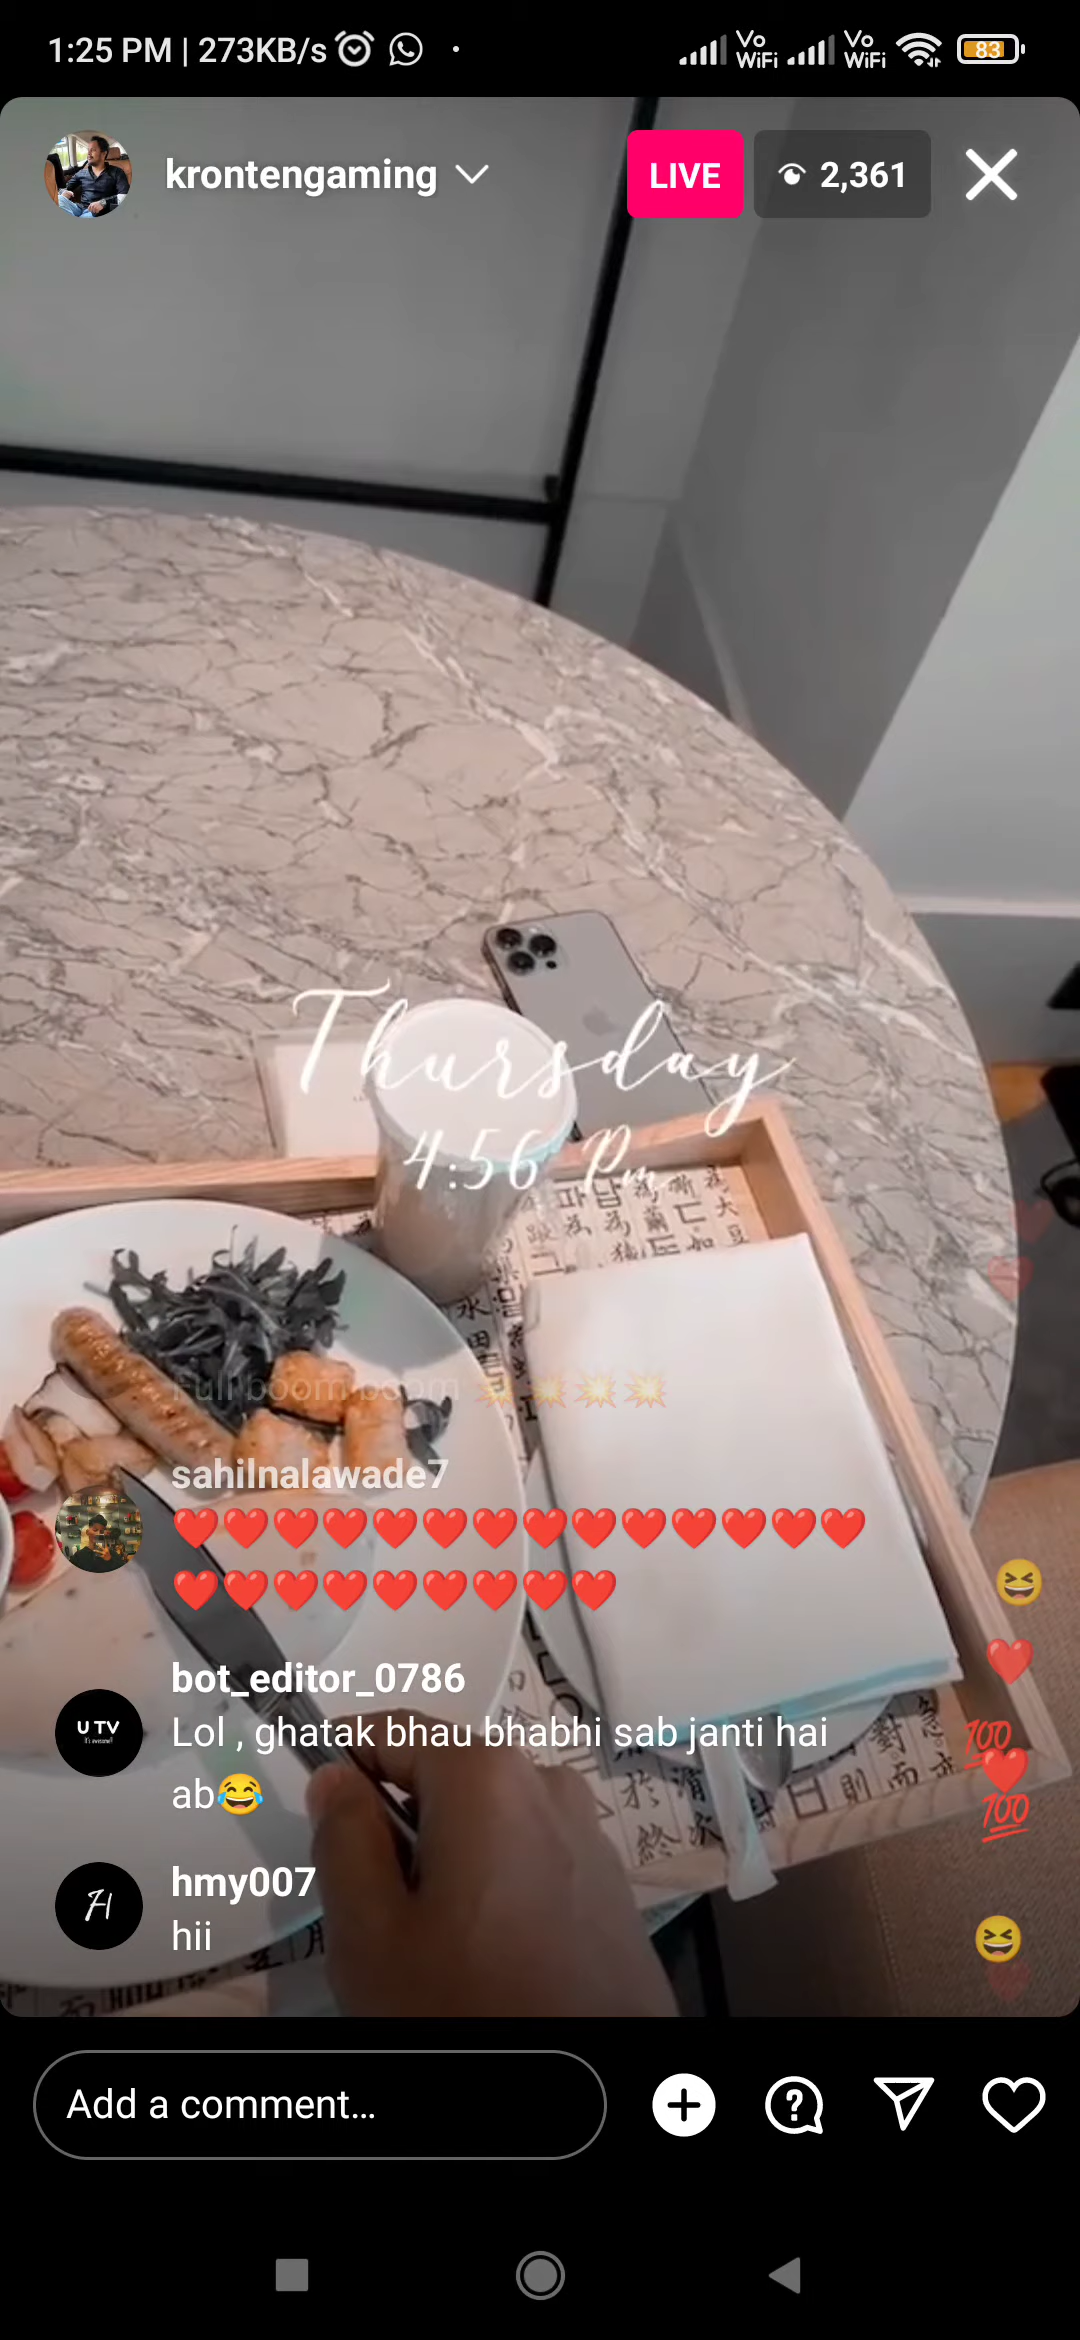 1:25 PM | 273KB/s
Vo WiFi
Vo WiFi
83
krontengaming
LIVE
2,361
Thursday
4:56 Pm
Full boom boom 💥💥💥💥
sahilnalawade7
❤️❤️❤️❤️❤️❤️❤️❤️❤️❤️❤️❤️❤️❤️
❤️❤️❤️❤️❤️❤️❤️❤️❤️
bot_editor_0786
U TV
Lol , ghatak bhau bhabhi sab janti hai
ab😂
hmy007
hii
Add a comment...